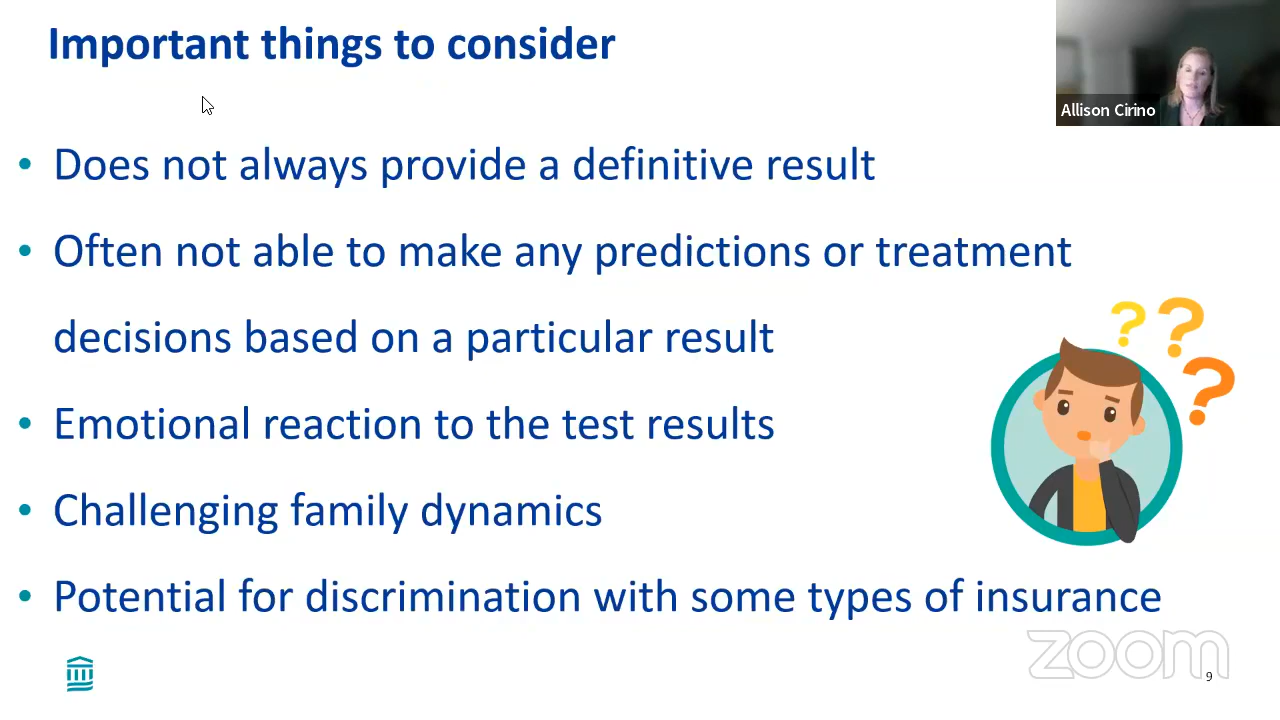 Important things to consider
Allison Cirino
• Does not always provide a definitive result
• Often not able to make any predictions or treatment
decisions based on a particular result
• Emotional reaction to the test results
• Challenging family dynamics
• Potential for discrimination with some types of insurance
? ? ?
zoom
9